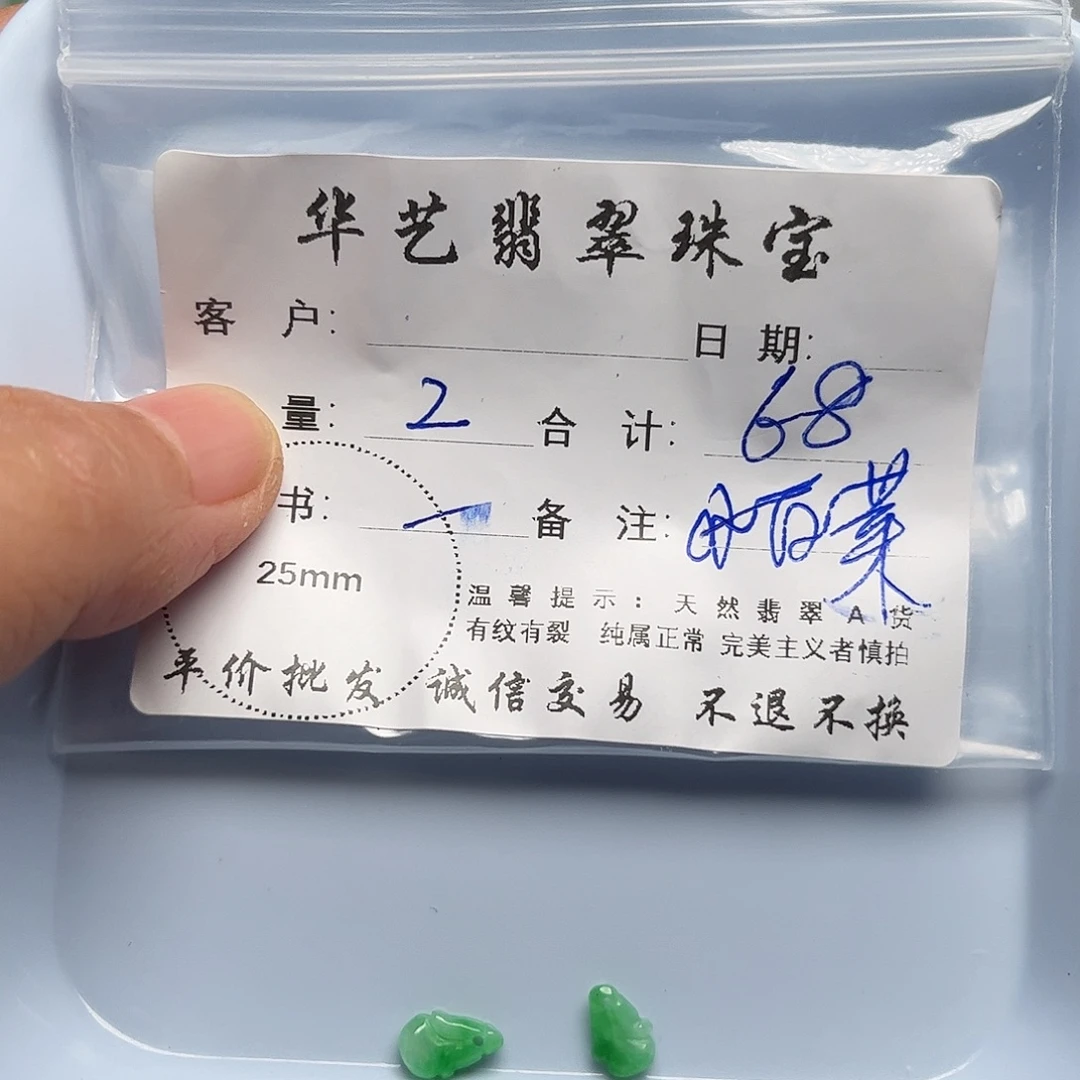 华艺翡翠珠宝
客 户: 日 期:
量: 2 合 计: 68
书: 一 备 注:
25mm
温馨提示: 天然翡翠 A 货
有纹有裂 纯属正常 完美主义者慎拍
平价批发 诚信交易 不退不换